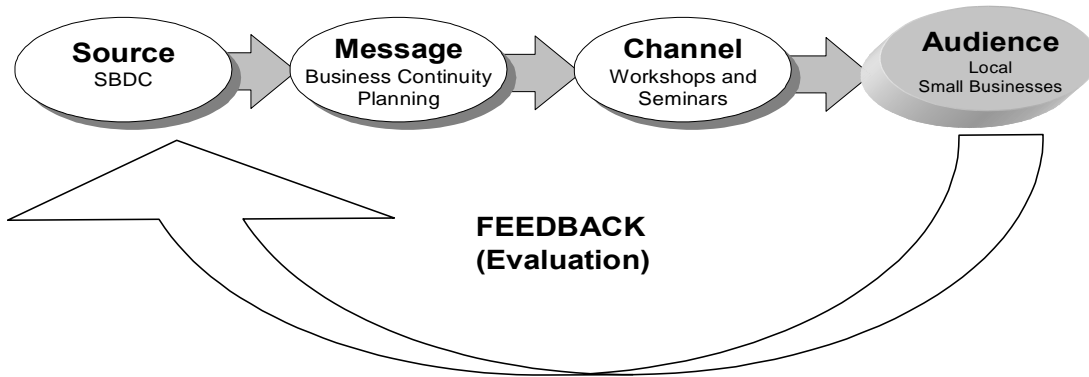 Source
SBDC
Message
Business Continuity
Planning
Channel
Workshops and
Seminars
Audience
Local
Small Businesses
FEEDBACK
(Evaluation)